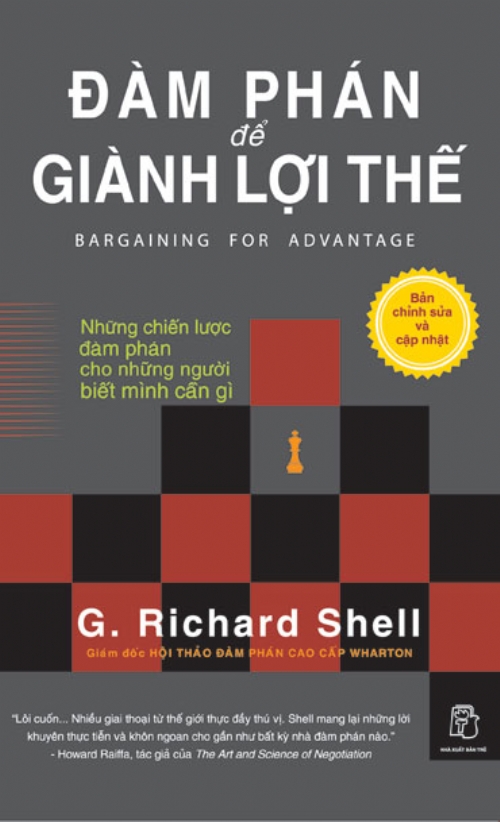 ĐÀM PHÁN
để
GIÀNH LỢI THẾ
BARGAINING FOR ADVANTAGE
Bản
chỉnh sửa
và
cập nhật
Những chiến lược
đàm phán
cho những người
biết mình cần gì
G. Richard Shell
Giám đốc HỘI THẢO ĐÀM PHÁN CAO CẤP WHARTON
"Lôi cuốn... Nhiều giai thoại từ thế giới thực đầy thú vị. Shell mang lại những lời
khuyên thực tiễn và khôn ngoan cho gần như bất kỳ nhà đàm phán nào."
- Howard Raiffa, tác giả của The Art and Science of Negotiation
NHÀ XUẤT BẢN TRẺ